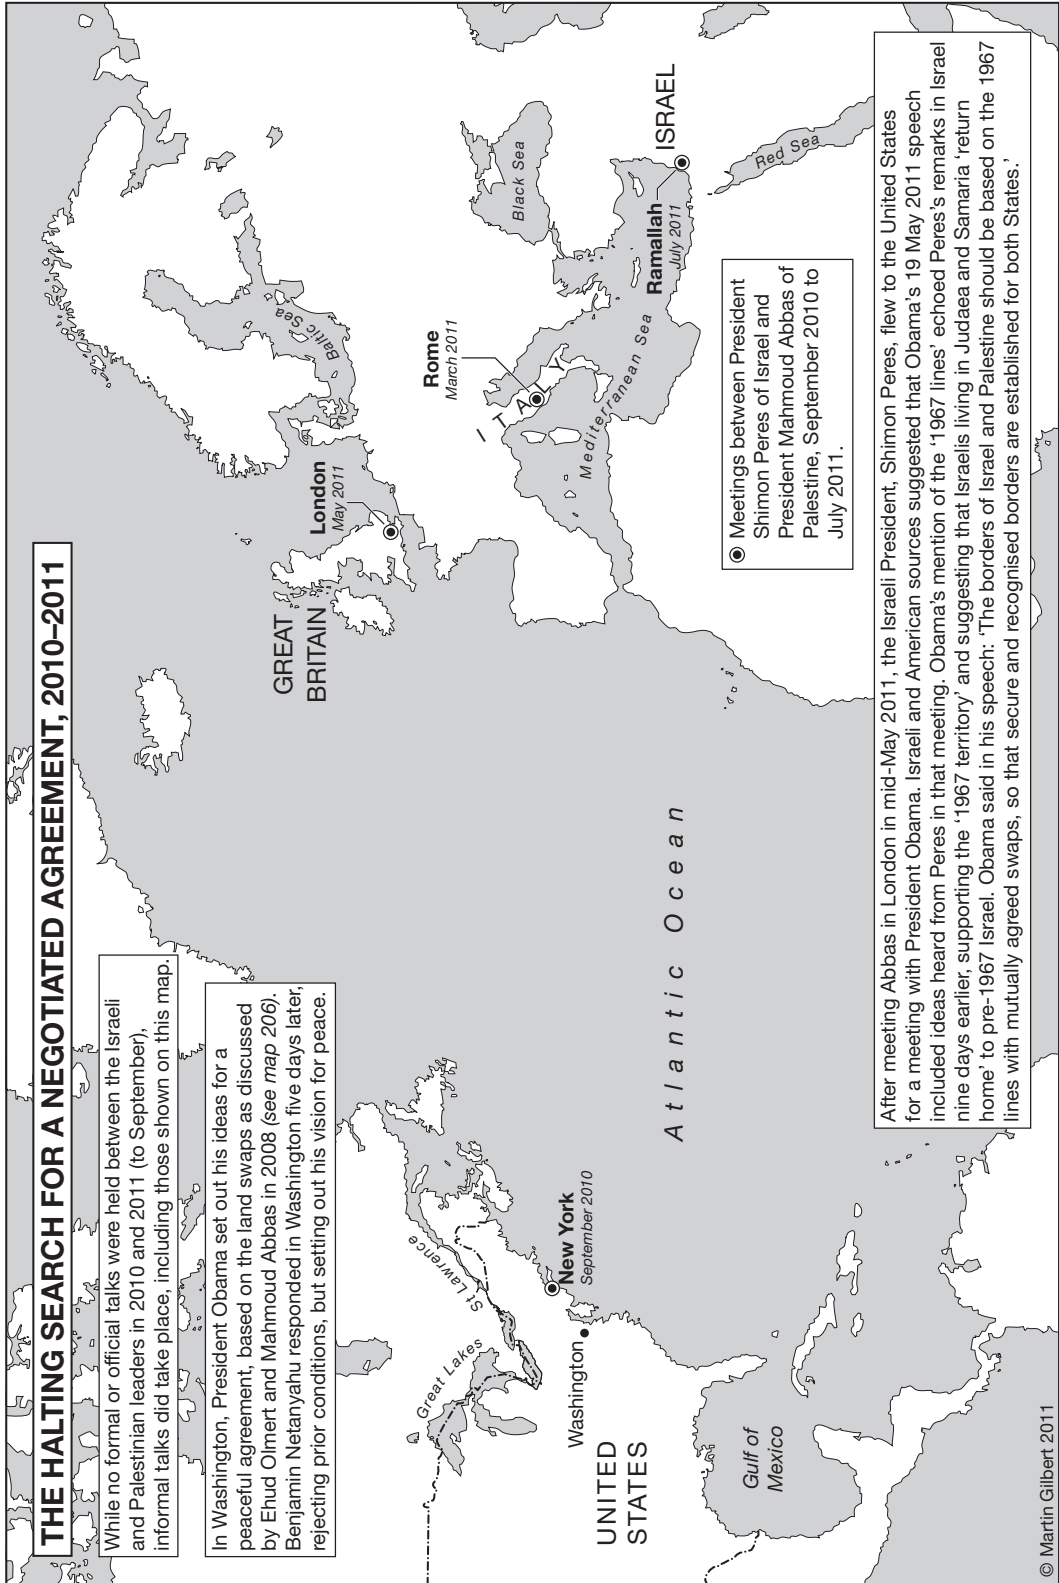 THE HALTING SEARCH FOR A NEGOTIATED AGREEMENT, 2010–2011
While no formal or official talks were held between the Israeli
and Palestinian leaders in 2010 and 2011 (to September),
informal talks did take place, including those shown on this map.
In Washington, President Obama set out his ideas for a
peaceful agreement, based on the land swaps as discussed
by Ehud Olmert and Mahmoud Abbas in 2008 (see map 206).
Benjamin Netanyahu responded in Washington five days later,
rejecting prior conditions, but setting out his vision for peace.
GREAT
BRITAIN
London
May 2011
Baltic Sea
Rome
March 2011
ITALY
Black Sea
Mediterranean Sea
Ramallah
July 2011
ISRAEL
Red Sea
St Lawrence
Great Lakes
New York
September 2010
Washington
UNITED
STATES
Gulf of
Mexico
Atlantic Ocean
Meetings between President
Shimon Peres of Israel and
President Mahmoud Abbas of
Palestine, September 2010 to
July 2011.
After meeting Abbas in London in mid-May 2011, the Israeli President, Shimon Peres, flew to the United States
for a meeting with President Obama. Israeli and American sources suggested that Obama's 19 May 2011 speech
included ideas heard from Peres in that meeting. Obama's mention of the '1967 lines' echoed Peres's remarks in Israel
nine days earlier, supporting the '1967 territory' and suggesting that Israelis living in Judaea and Samaria 'return
home' to pre-1967 Israel. Obama said in his speech: 'The borders of Israel and Palestine should be based on the 1967
lines with mutually agreed swaps, so that secure and recognised borders are established for both States.'
© Martin Gilbert 2011